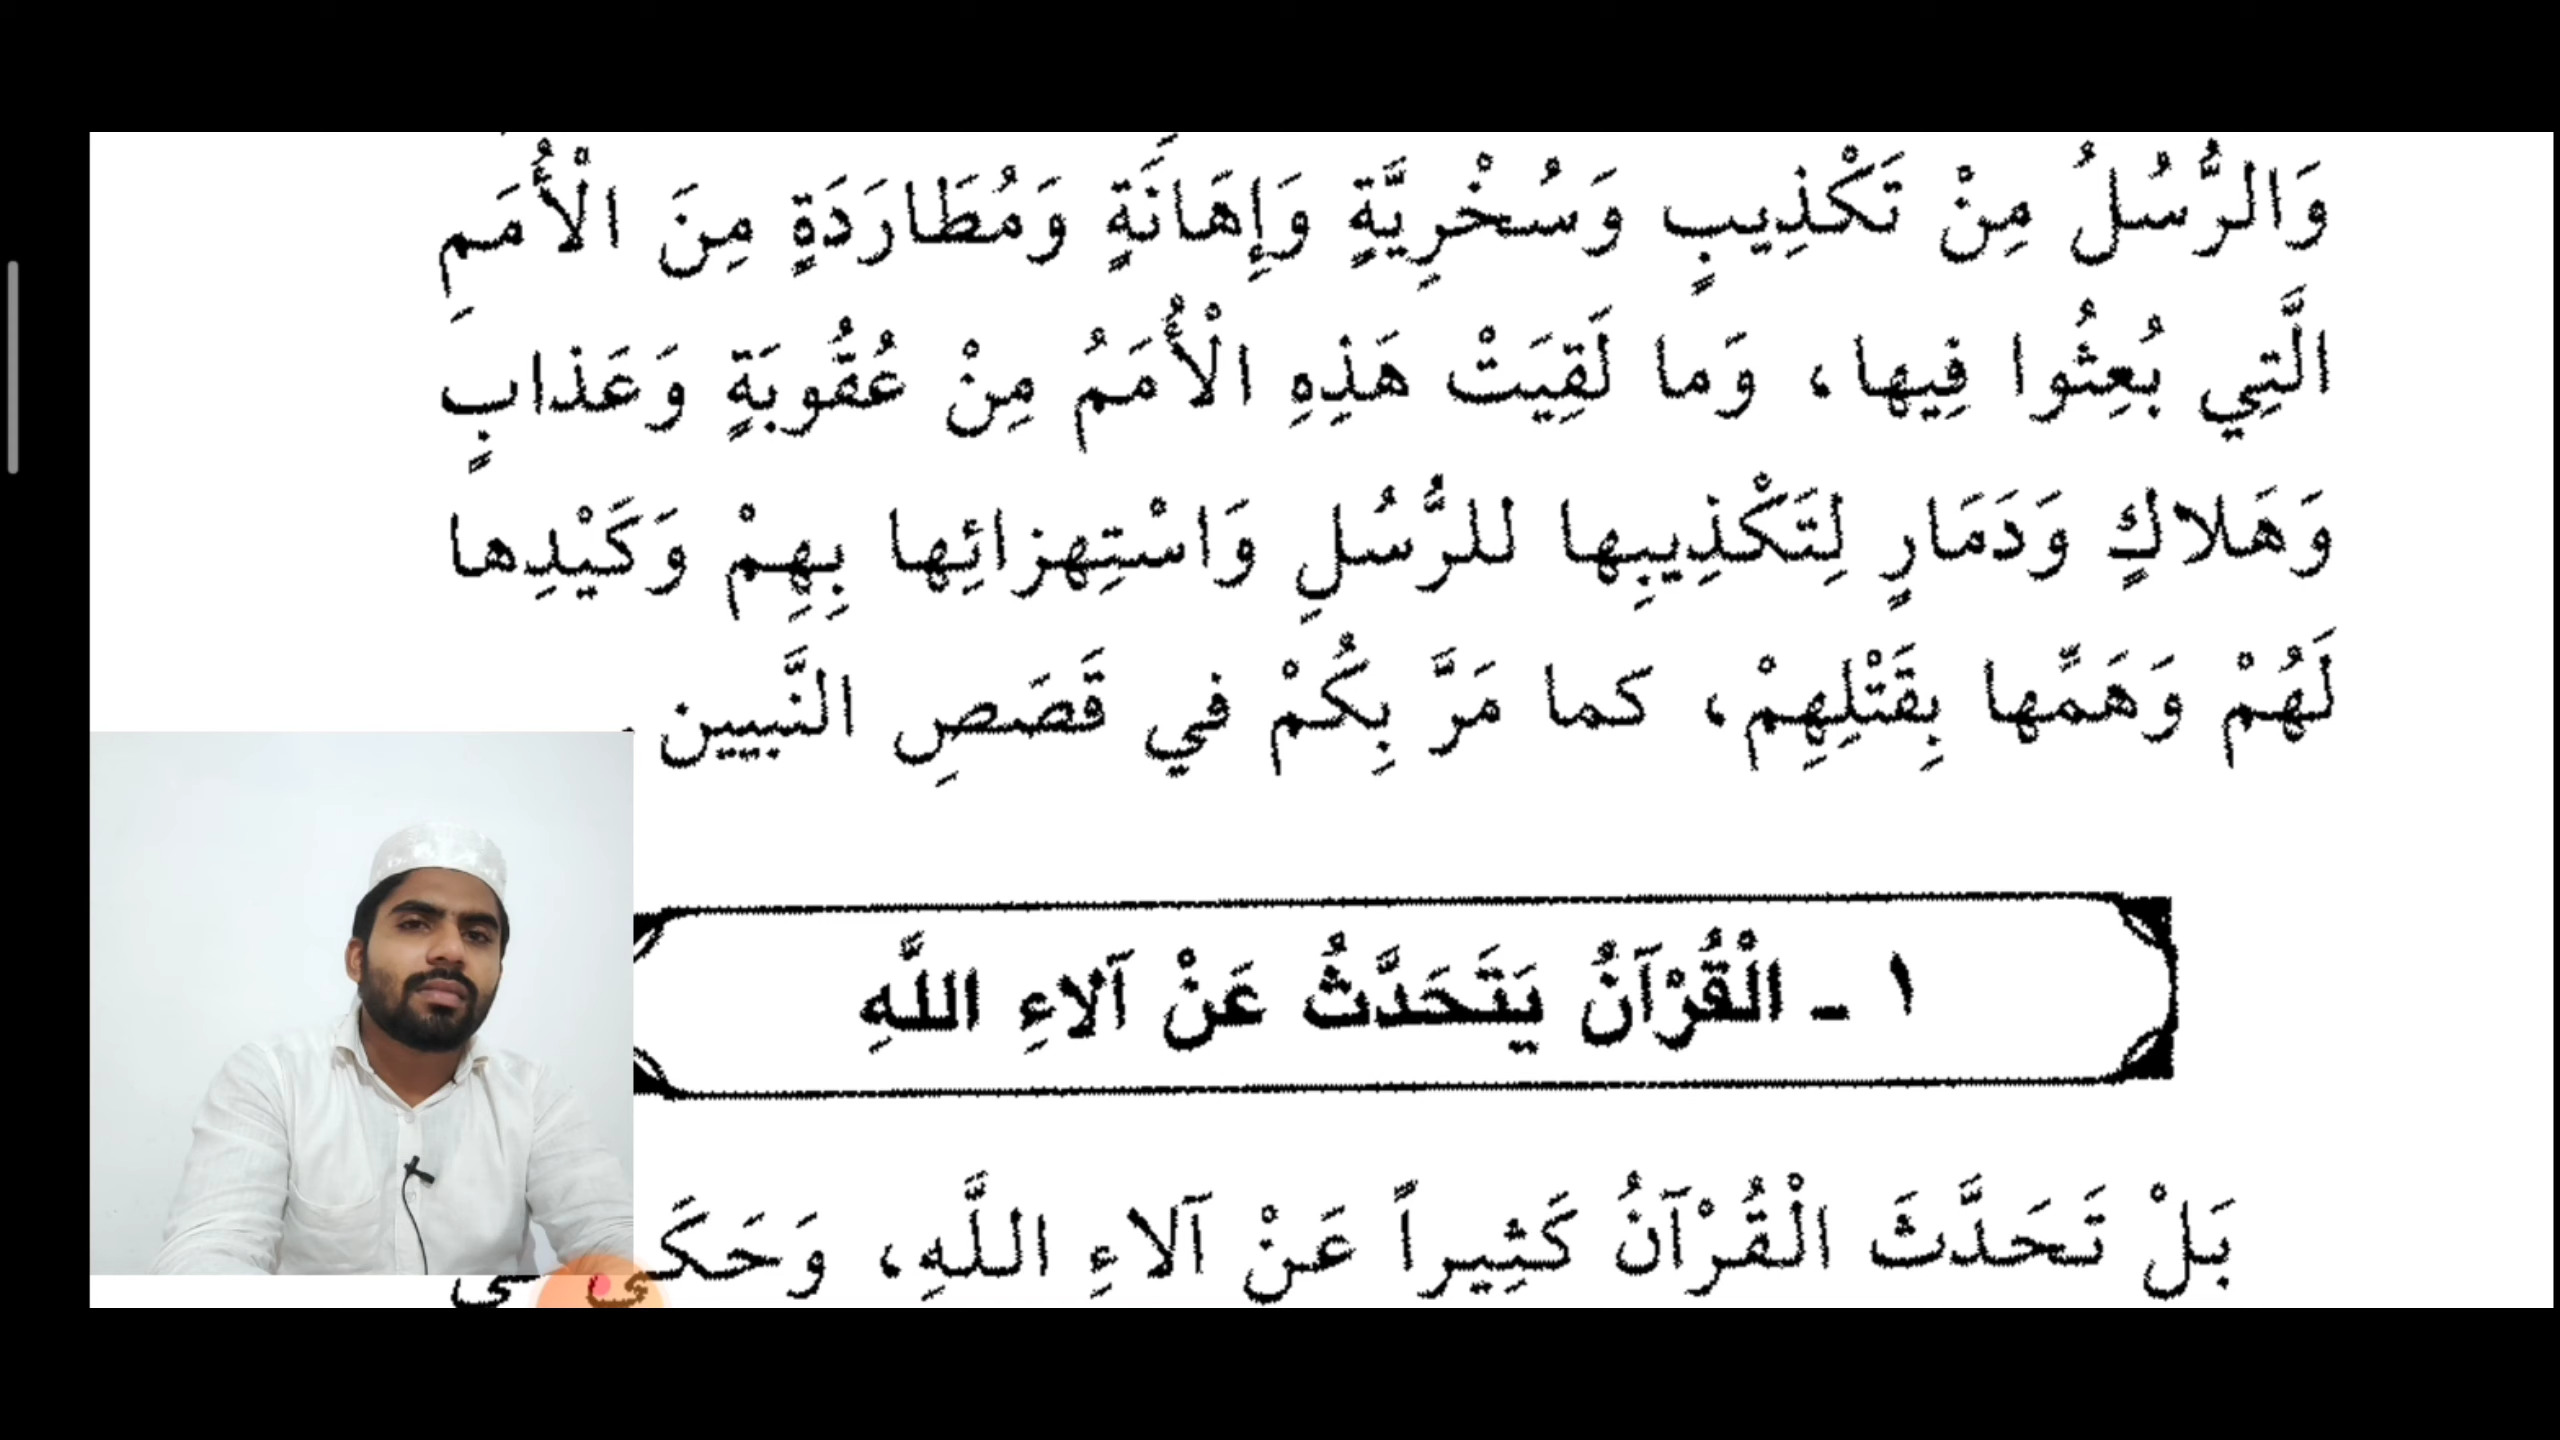 وَالرُّسُلُ مِنْ تَكْذِيبٍ وَسُخْرِيَّةٍ وَإِهَانَةٍ وَمُطَارَدَةٍ مِنَ الْأُمَمِ
الَّتِي بُعِثُوا فِيها، وَما لَقِيَتْ هَذِهِ الْأُمَمُ مِنْ عُقُوبَةٍ وَعَذابٍ
وَهَلاكٍ وَدَمَارٍ لِتَكْذِيبِها للرُّسُلِ وَاسْتِهزائِها بِهِمْ وَكَيْدِها
لَهُمْ وَهَمِّها بِقَتْلِهِمْ، كما مَرَّ بِكُمْ في قَصَصِ النَّبيين.
١ - الْقُرْآنُ يَتَحَدَّثُ عَنْ آلاءِ اللَّهِ
بَلْ تَحَدَّثَ الْقُرْآنُ كَثِيراً عَنْ آلاءِ اللَّهِ، وَحَكَى